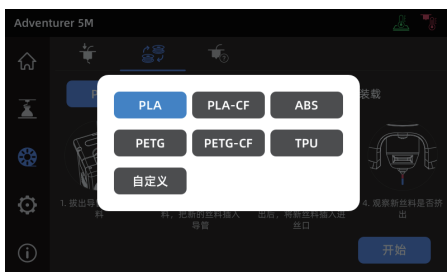 Adventurer 5M
P
装载
PLA
PLA-CF
ABS
PETG
PETG-CF
TPU
自定义
1. 拔出导
料
料，把新的丝料插入
导管
出后，将新丝料插入进
丝口
4. 观察新丝料是否挤
出
开始